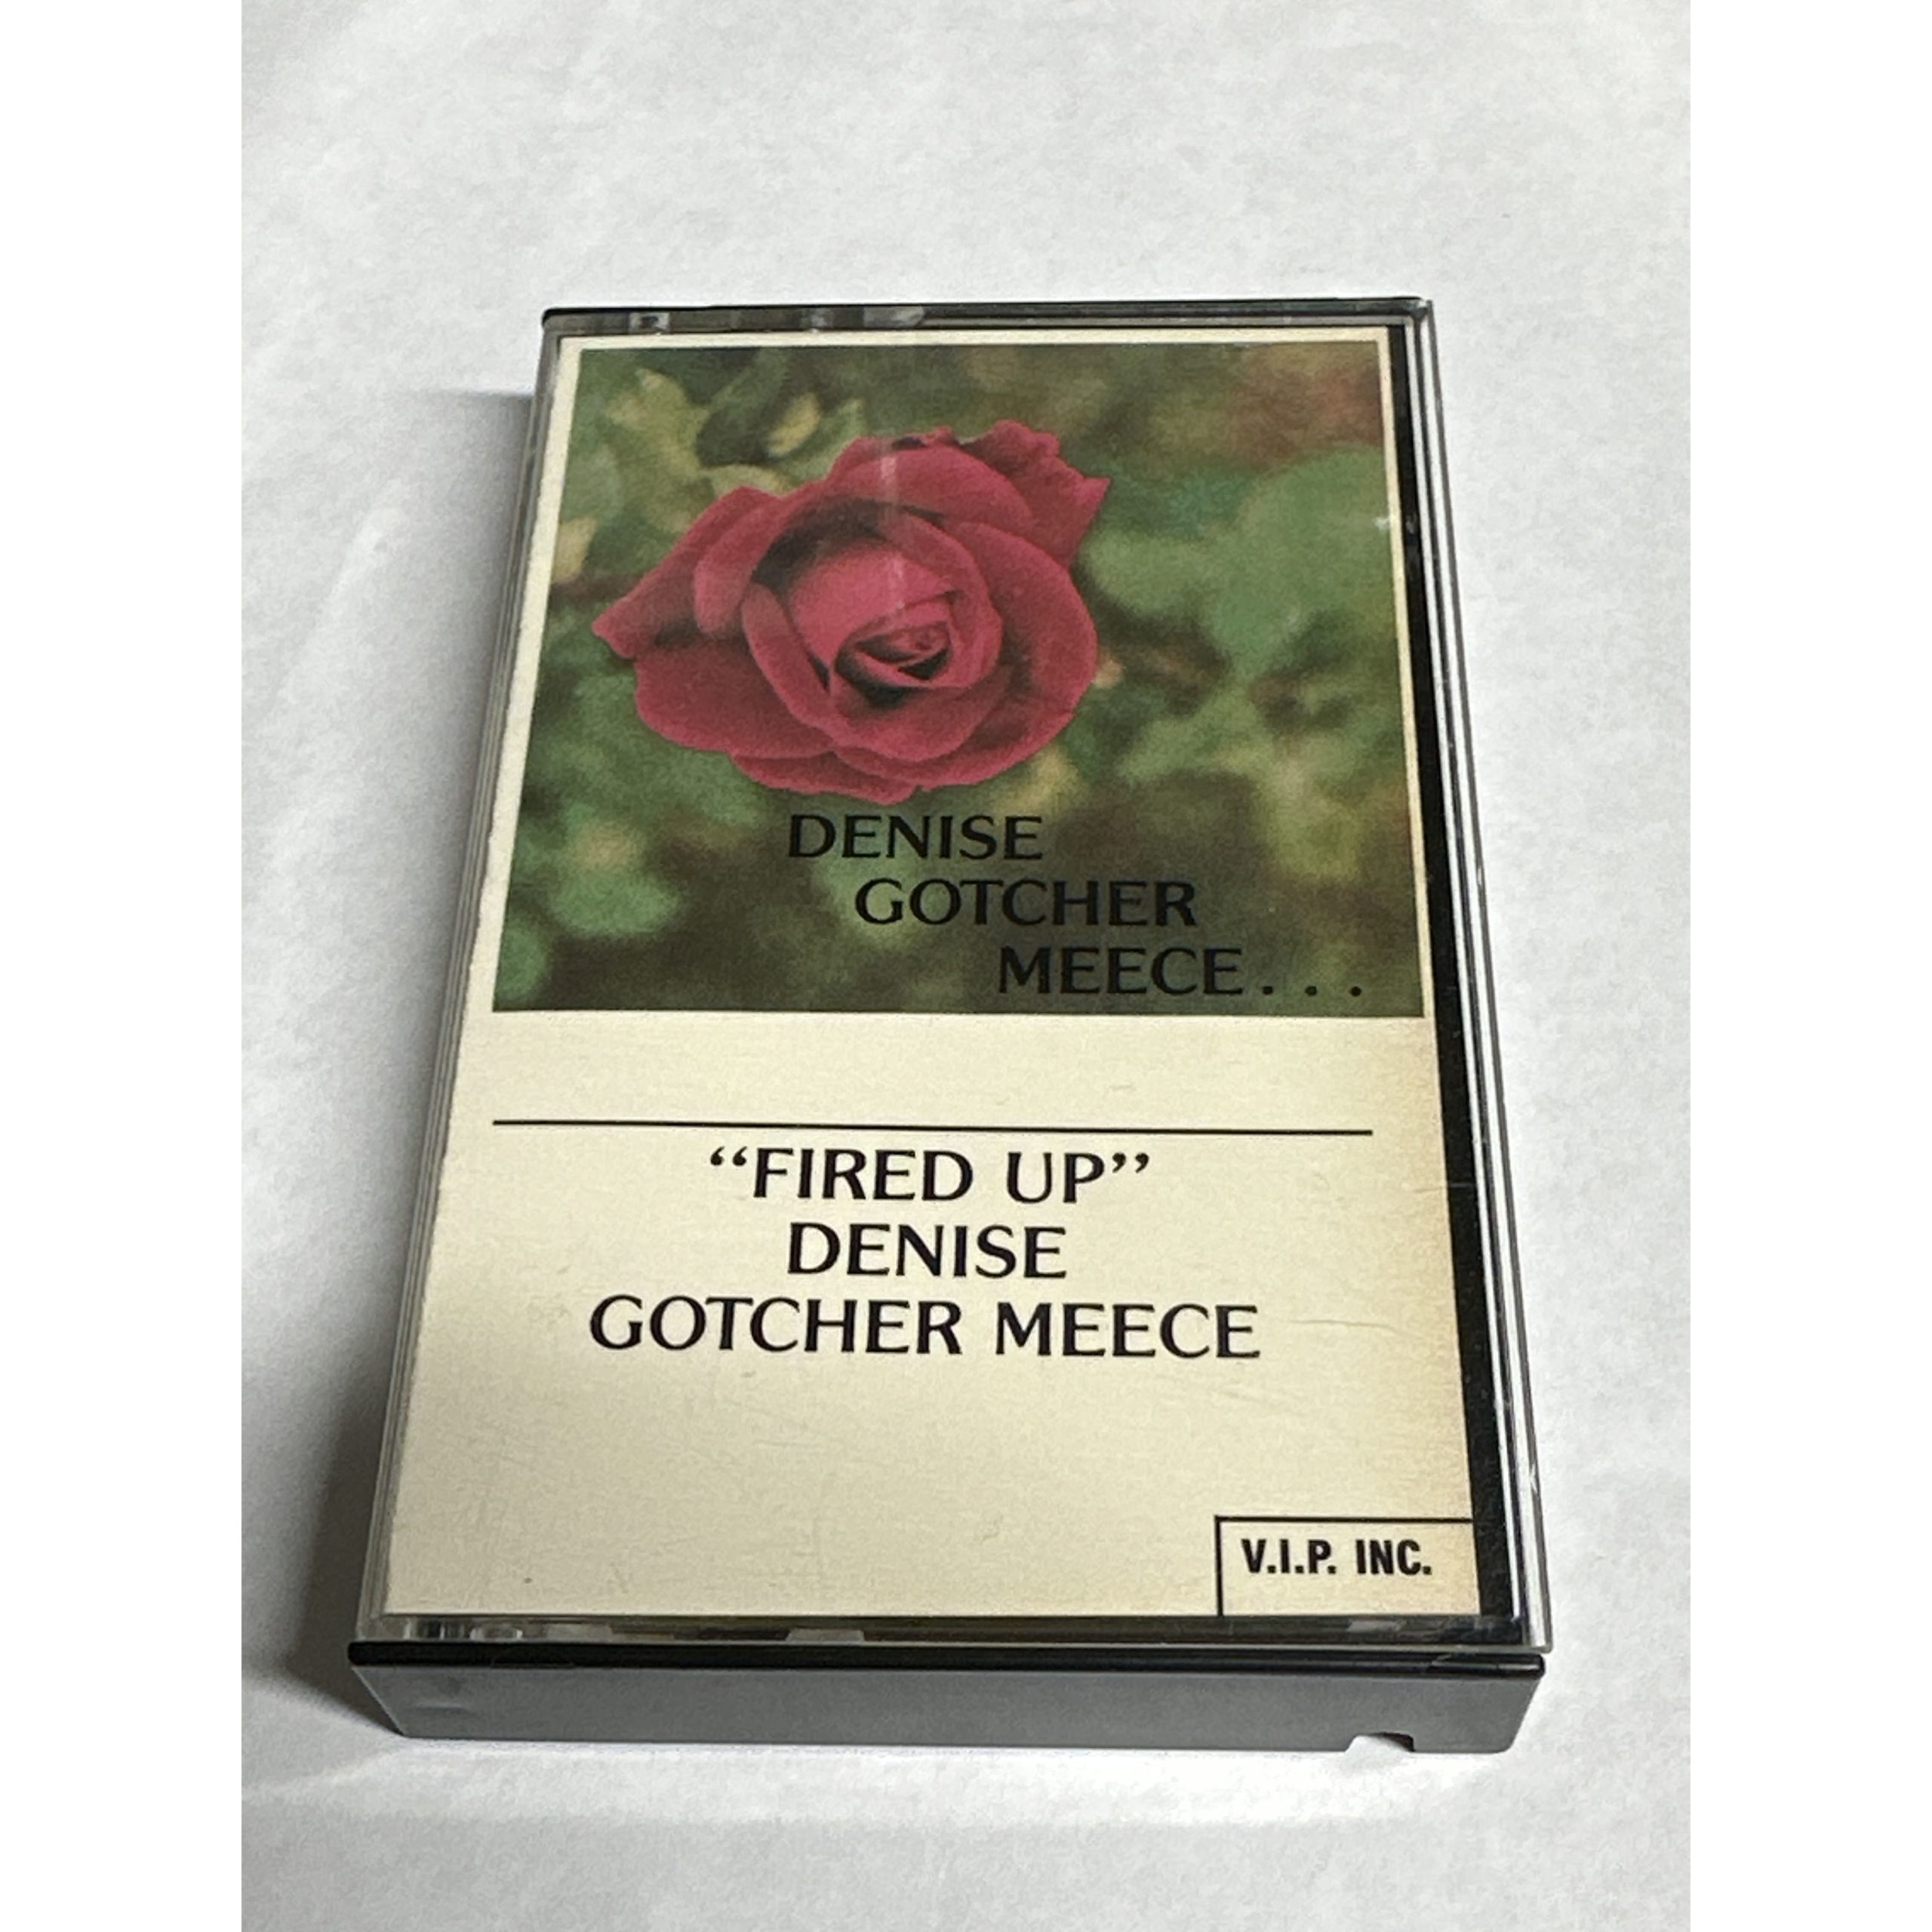 DENISE
GOTCHER
MEECE...
“FIRED UP”
DENISE
GOTCHER MEECE
V.I.P. INC.